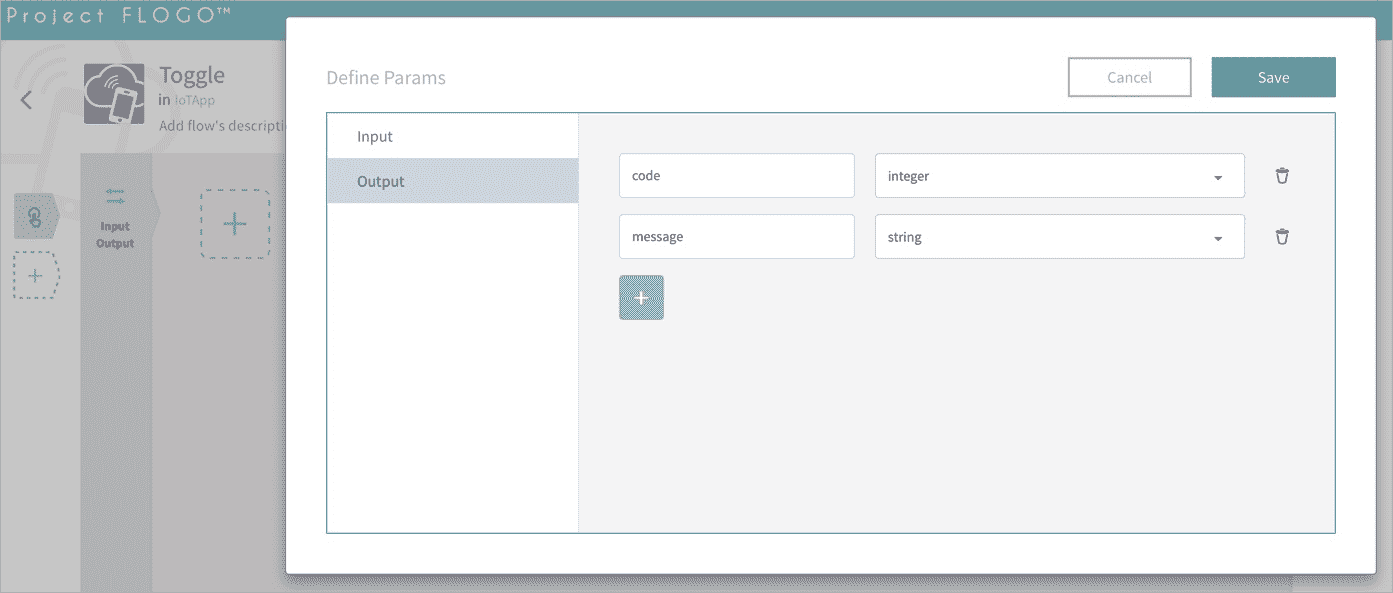 Project FLOGO™
Toggle
in IoTApp
Add flow's descripti
Input
Output
Define Params
Cancel
Save
Input
Output
code
integer
message
string